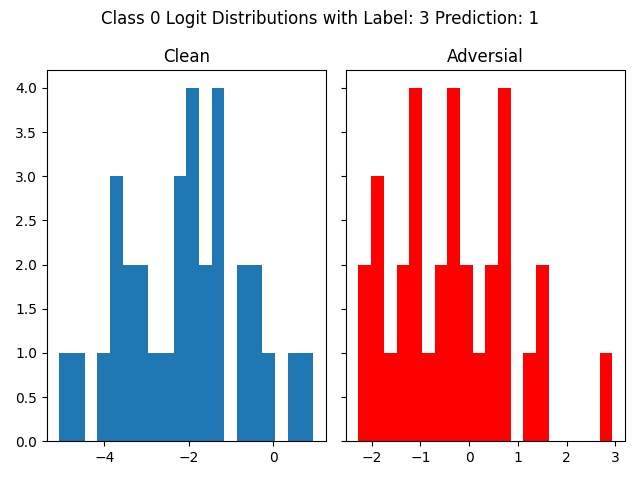 Class 0 Logit Distributions with Label: 3 Prediction: 1
Clean
Adversial
4.0
3.5
3.0
2.5
2.0
1.5
1.0
0.5
0.0
−4 −2 0
−2 −1 0 1 2 3